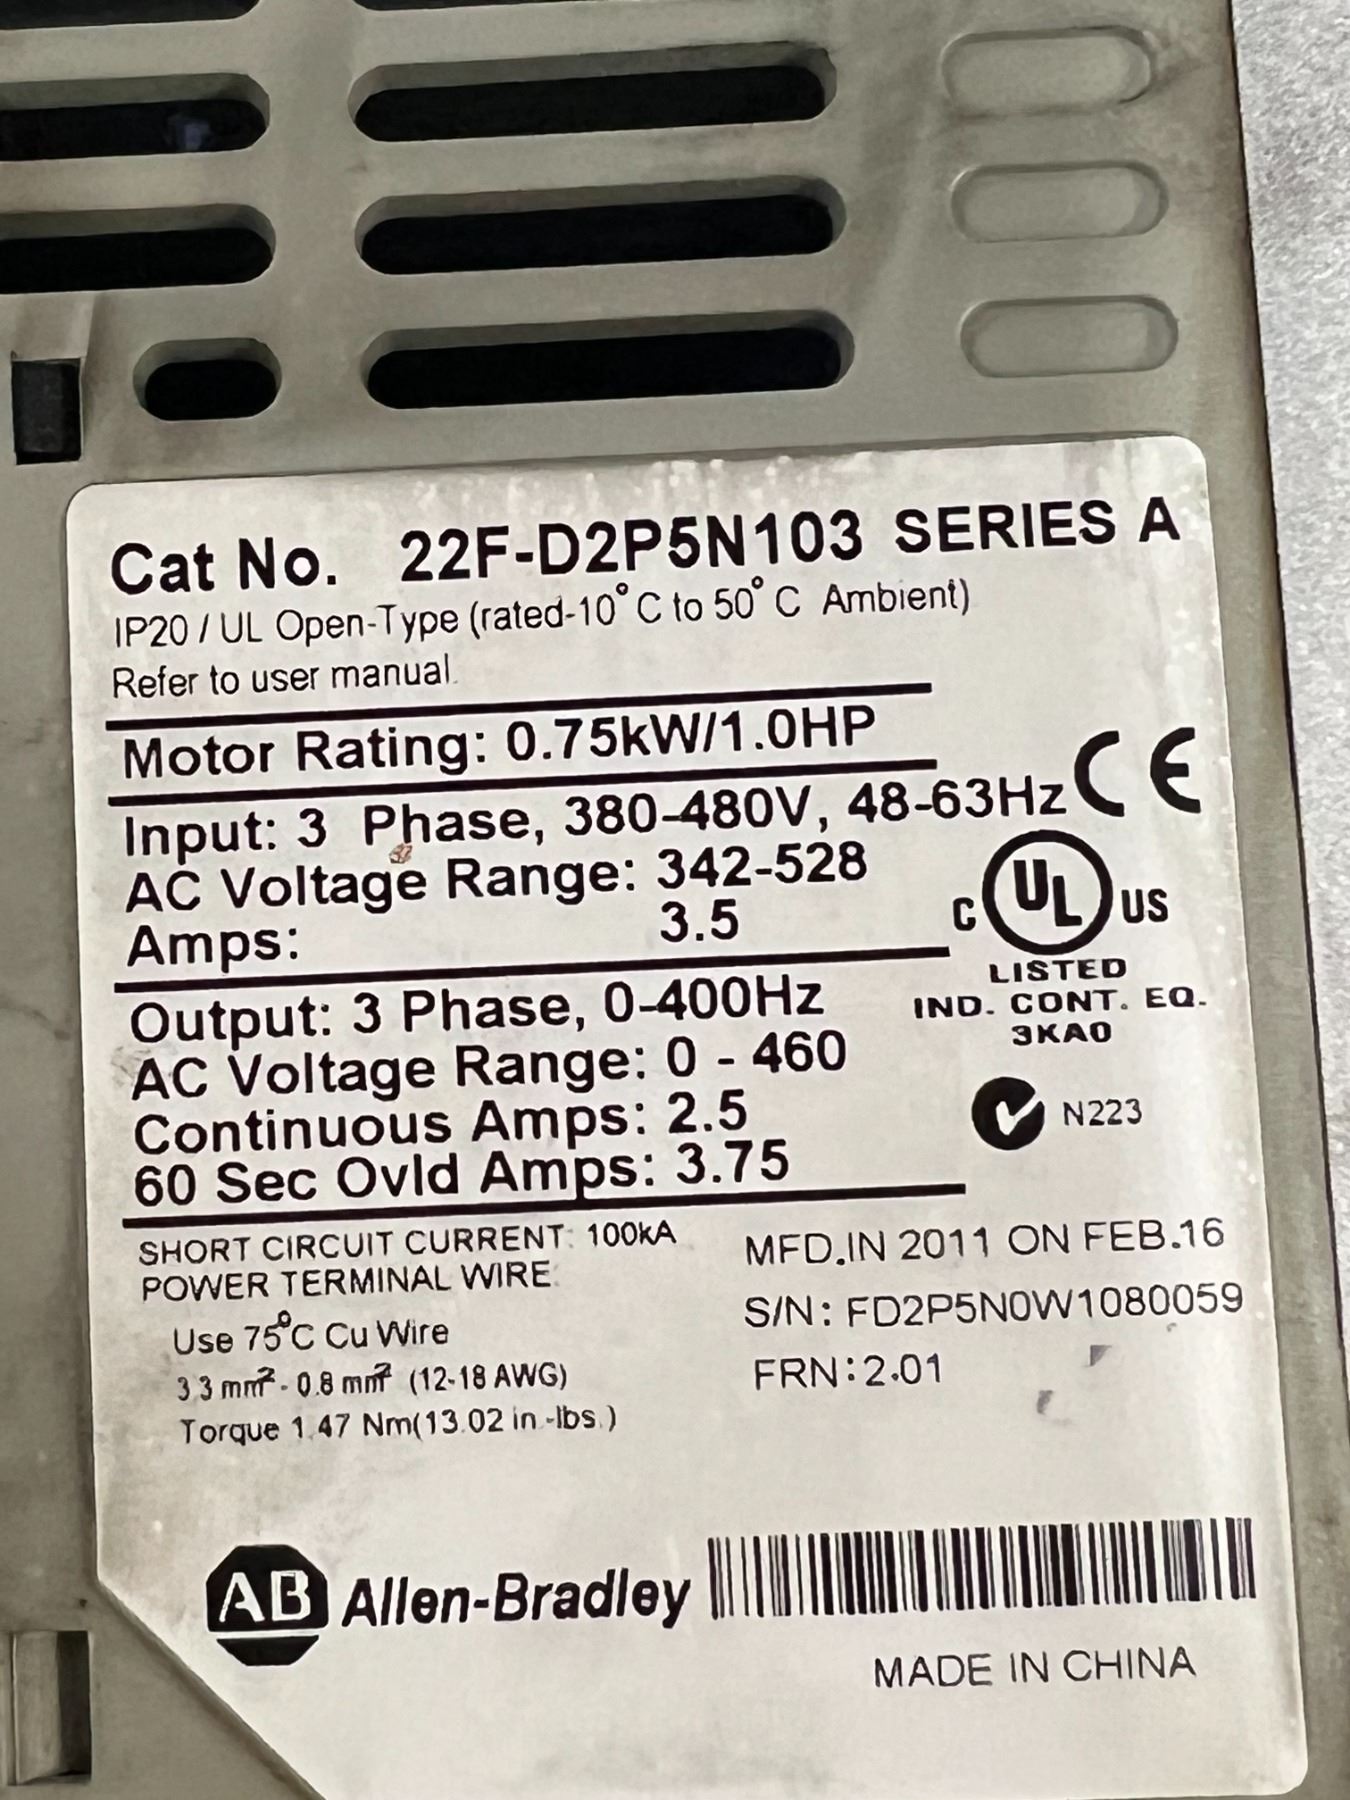 Cat No. 22F-D2P5N103 SERIES A
IP20 / UL Open-Type (rated-10°C to 50°C Ambient)
Refer to user manual.
Motor Rating: 0.75kW/1.0HP
Input: 3 Phase, 380-480V, 48-63Hz
AC Voltage Range: 342-528
Amps: 3.5
CE
C UL US
LISTED
IND. CONT. EQ.
3KA0
Output: 3 Phase, 0-400Hz
AC Voltage Range: 0 - 460
Continuous Amps: 2.5
60 Sec Ovld Amps: 3.75
N223
SHORT CIRCUIT CURRENT: 100kA
POWER TERMINAL WIRE:
Use 75°C Cu Wire
3.3 mm² - 0.8 mm² (12-18 AWG)
Torque 1.47 Nm(13.02 in.-lbs.)
MFD.IN 2011 ON FEB.16
S/N: FD2P5N0W1080059
FRN:2.01
AB Allen-Bradley
MADE IN CHINA